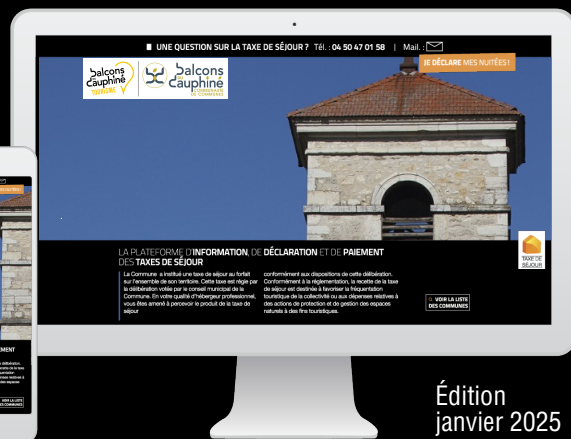 UNE QUESTION SUR LA TAXE DE SÉJOUR ? Tél. : 04 50 47 01 58 | Mail. :
JE DÉCLARE MES NUITÉES !
balcons
DU
Dauphiné
TOURISME
balcons
DU
Dauphiné
COMMUNAUTÉ
DE COMMUNES
LA PLATEFORME D'INFORMATION, DE DÉCLARATION ET DE PAIEMENT
DES TAXES DE SÉJOUR
La Commune a institué une taxe de séjour au forfait
sur l'ensemble de son territoire. Cette taxe est régie par
la délibération votée par le conseil municipal de la
Commune. En votre qualité d'hébergeur professionnel,
vous êtes amené à percevoir le produit de la taxe de
séjour
conformément aux dispositions de cette délibération.
Conformément à la réglementation, la recette de la taxe
de séjour est destinée à favoriser la fréquentation
touristique de la collectivité ou aux dépenses relatives à
des actions de protection et de gestion des espaces
naturels à des fins touristiques.
TAXE DE
SÉJOUR
VOIR LA LISTE
DES COMMUNES
EMENT
VOIR LA LISTE
DES COMMUNES
Édition
janvier 2025